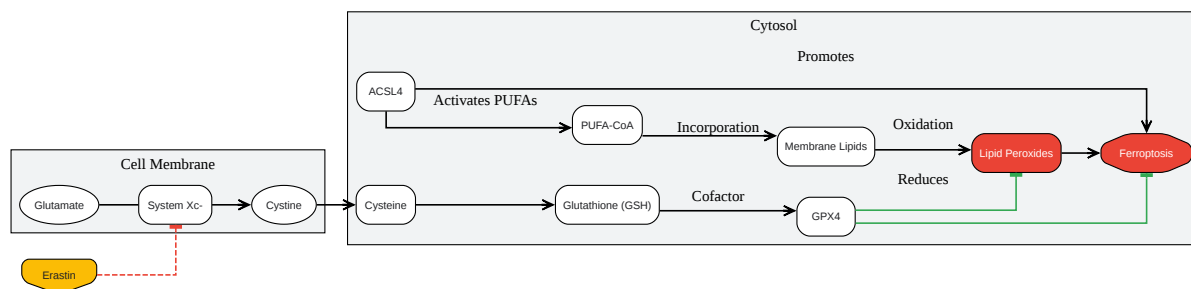 Cytosol
Promotes
ACSL4
Activates PUFAs
PUFA-CoA
Incorporation
Membrane Lipids
Oxidation
Lipid Peroxides
Ferroptosis
Cell Membrane
Glutamate
System Xc-
Cystine
Cysteine
Glutathione (GSH)
Cofactor
GPX4
Reduces
Erastin